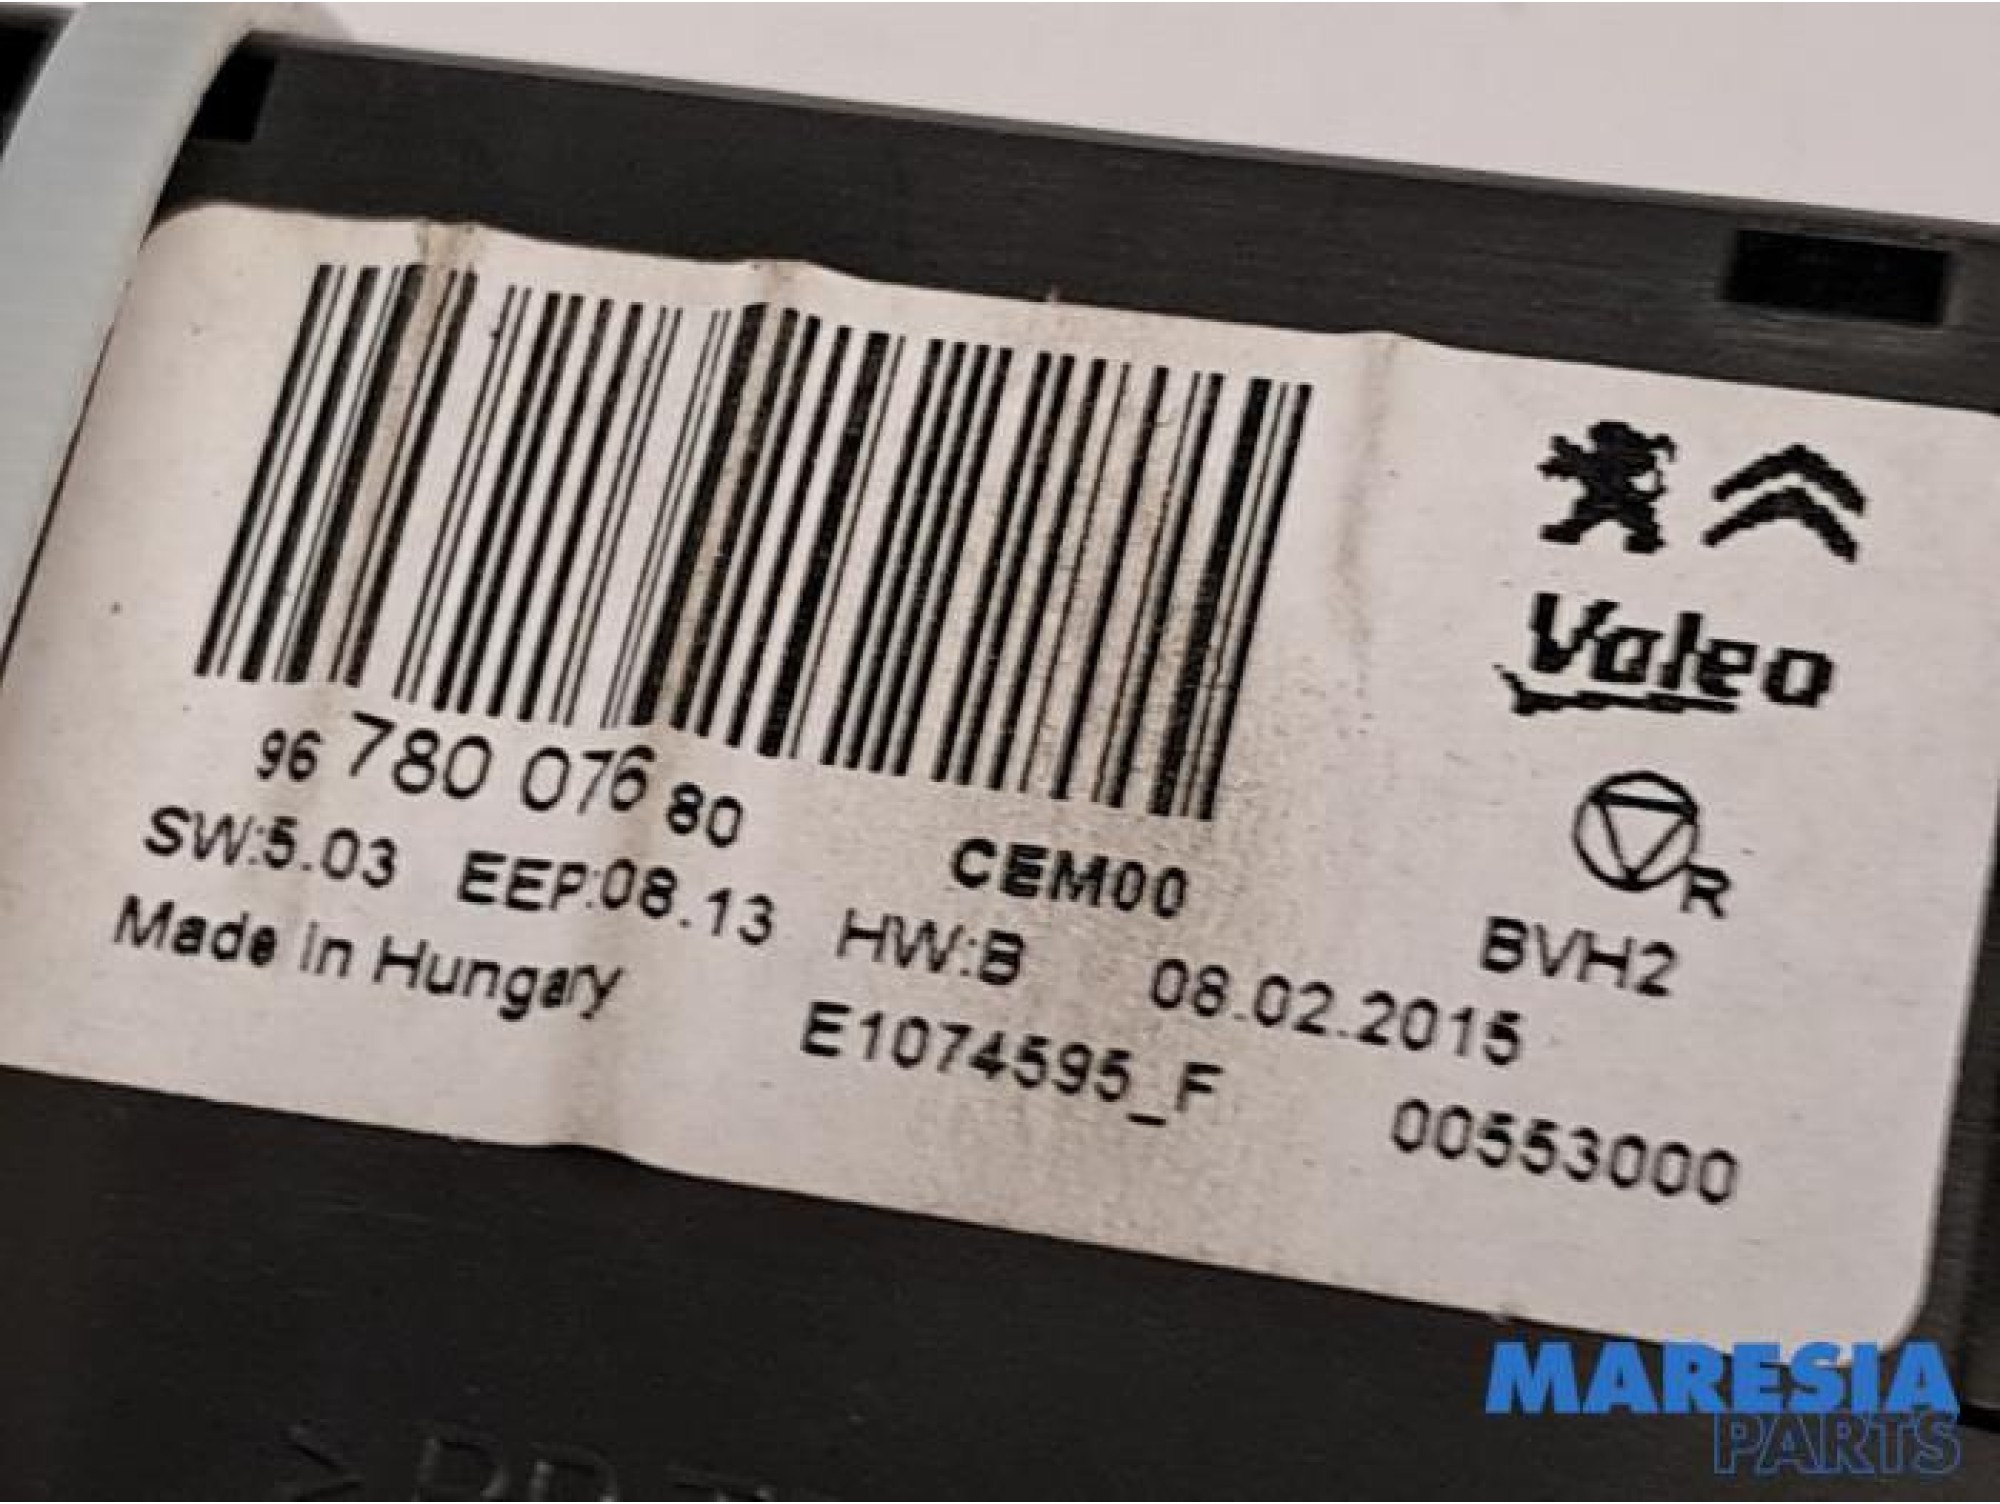 Valeo
R
96 780 076 80
CEM00
BVH2
SW:5.03 EEP:08.13 HW:B 08.02.2015
Made in Hungary E1074595_F 00553000
MARESIA
PARTS